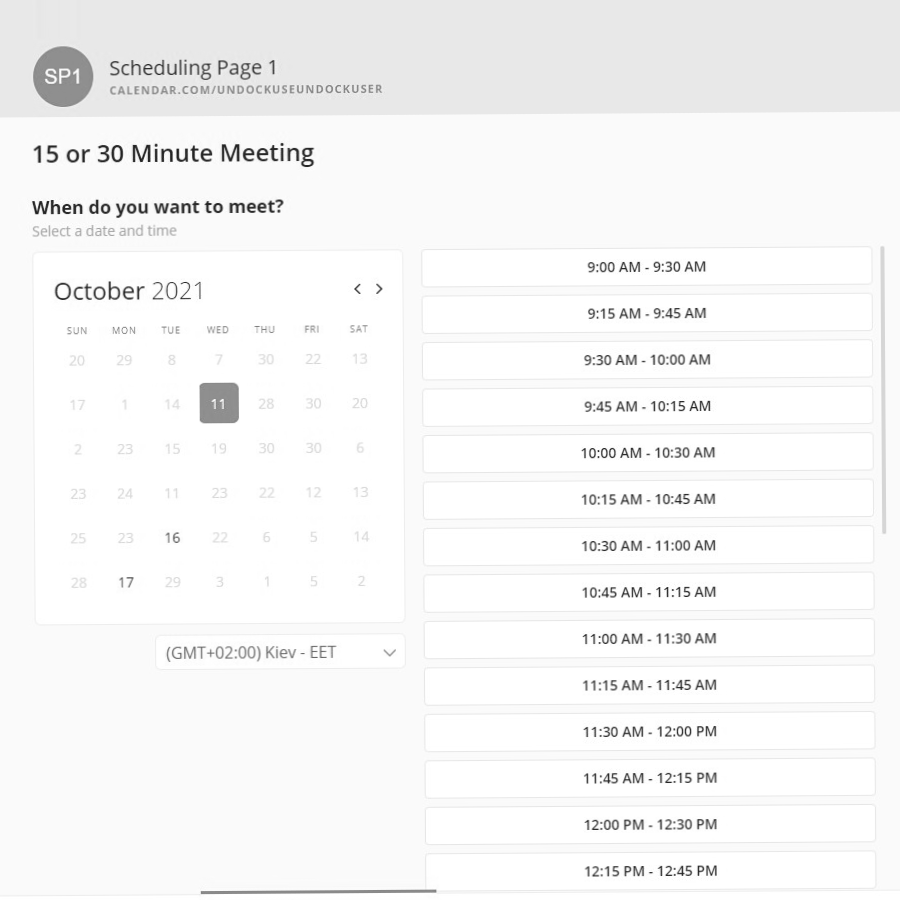 SP1
Scheduling Page 1
CALENDAR.COM/UNDOCKUSEUNDOCKUSER
15 or 30 Minute Meeting
When do you want to meet?
Select a date and time
October 2021
SUN MON TUE WED THU FRI SAT
20 29 8 7 30 22 13
17 1 14 11 28 30 20
2 23 15 19 30 30 6
23 24 11 23 22 12 13
25 23 16 22 6 5 14
28 17 29 3 1 5 2
(GMT+02:00) Kiev - EET
9:00 AM - 9:30 AM
9:15 AM - 9:45 AM
9:30 AM - 10:00 AM
9:45 AM - 10:15 AM
10:00 AM - 10:30 AM
10:15 AM - 10:45 AM
10:30 AM - 11:00 AM
10:45 AM - 11:15 AM
11:00 AM - 11:30 AM
11:15 AM - 11:45 AM
11:30 AM - 12:00 PM
11:45 AM - 12:15 PM
12:00 PM - 12:30 PM
12:15 PM - 12:45 PM